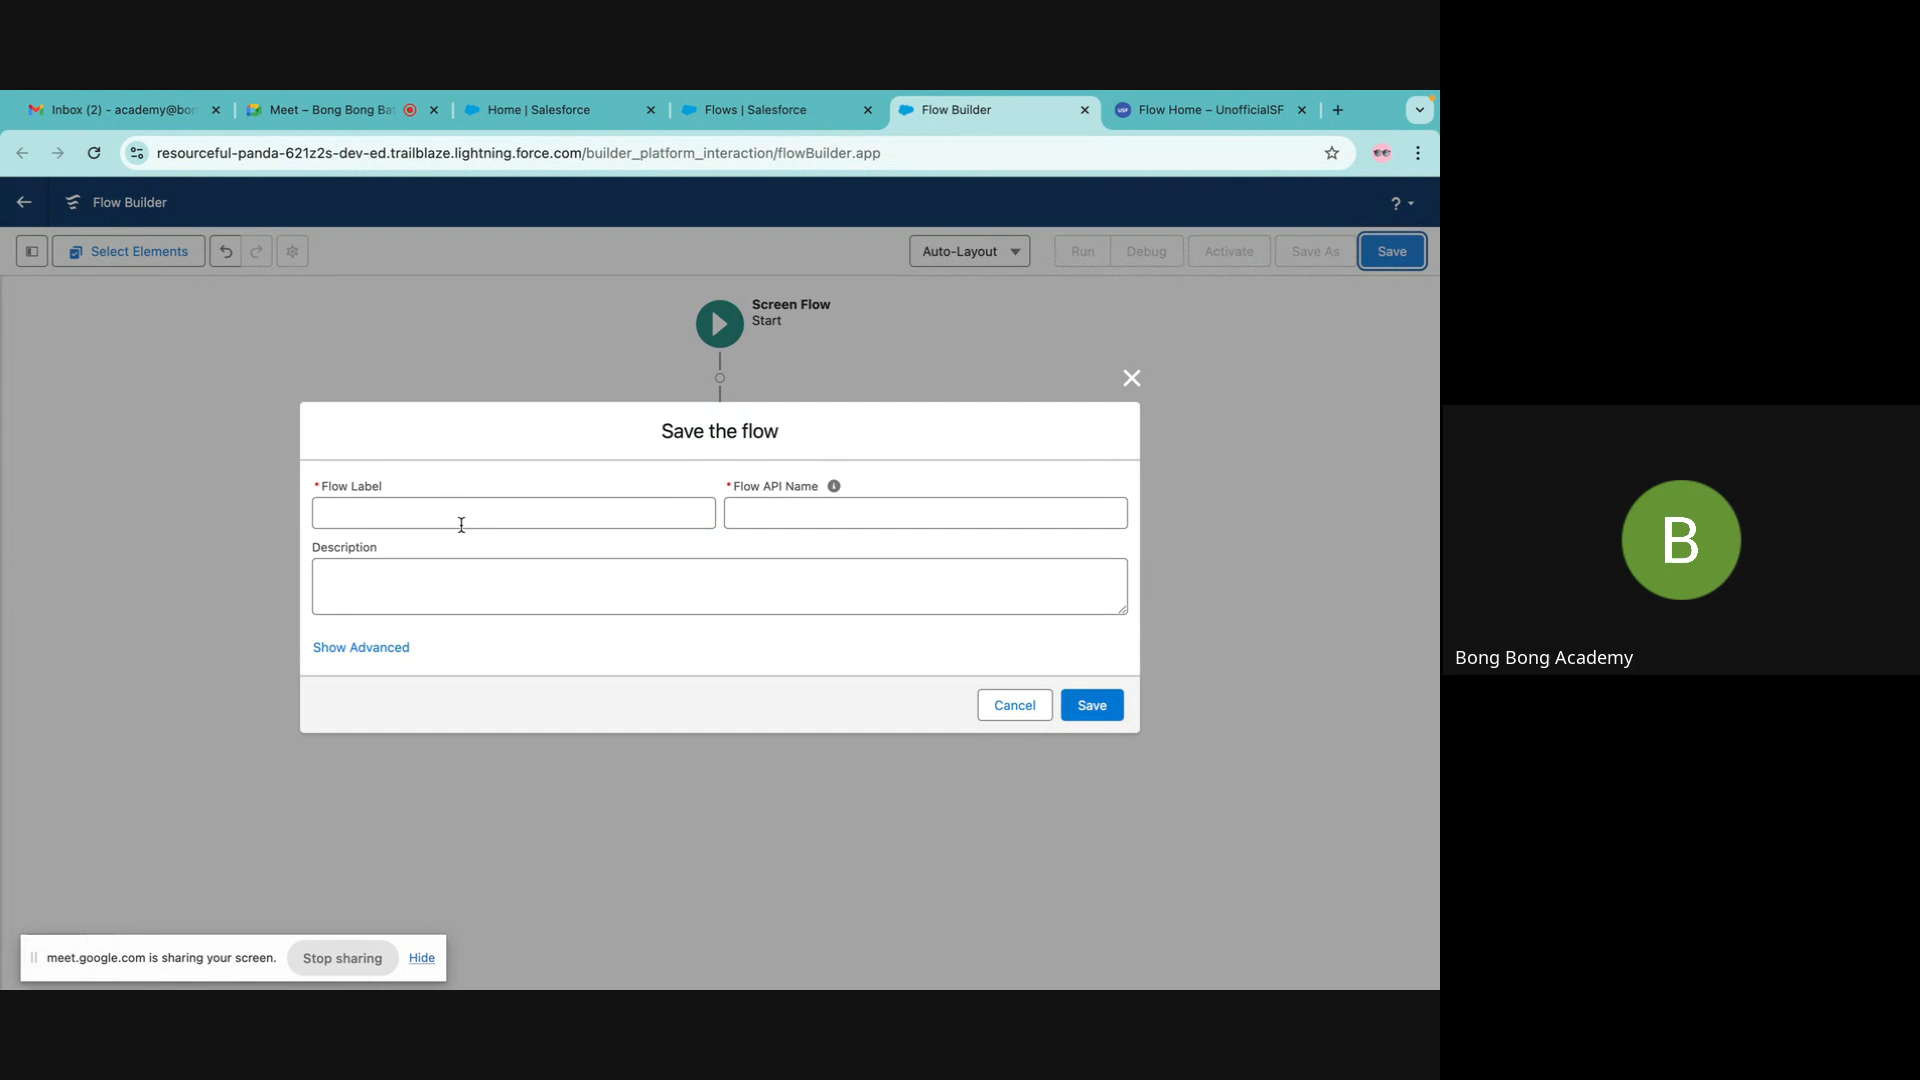 Inbox (2) - academy@bon
Meet – Bong Bong Bat
Home | Salesforce
Flows | Salesforce
Flow Builder
Flow Home – UnofficialSF
resourceful-panda-621z2s-dev-ed.trailblaze.lightning.force.com/builder_platform_interaction/flowBuilder.app
Flow Builder
?
Select Elements
Auto-Layout
Run
Debug
Activate
Save As
Save
Screen Flow
Start
Save the flow
*Flow Label
*Flow API Name
Description
Show Advanced
Cancel
Save
B
Bong Bong Academy
meet.google.com is sharing your screen.
Stop sharing
Hide